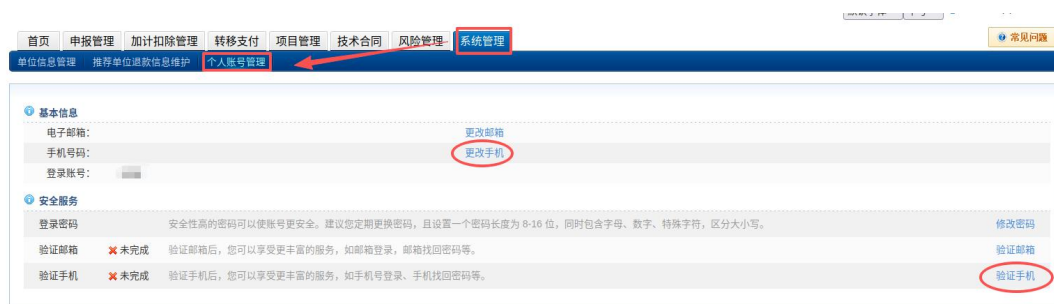 首页 申报管理 加计扣除管理 转移支付 项目管理 技术合同 风险管理 系统管理 常见问题
单位信息管理 推荐单位退款信息维护 个人账号管理
基本信息
电子邮箱: 更改邮箱
手机号码: 更改手机
登录账号:
安全服务
登录密码 安全性高的密码可以使账号更安全。建议您定期更换密码,且设置一个密码长度为 8-16 位,同时包含字母、数字、特殊字符,区分大小写。 修改密码
验证邮箱 未完成 验证邮箱后,您可以享受更丰富的服务,如邮箱登录,邮箱找回密码等。 验证邮箱
验证手机 未完成 验证手机后,您可以享受更丰富的服务,如手机号登录、手机找回密码等。 验证手机